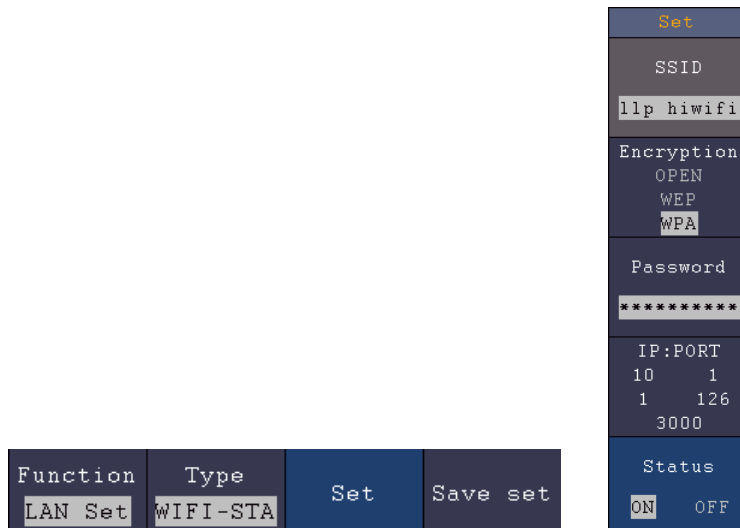 Set
SSID
llp hiwifi
Encryption
OPEN
WEP
WPA
Password
**********
IP:PORT
10 1
1 126
3000
Status
ON OFF
Function Type Set Save set
LAN Set WIFI-STA